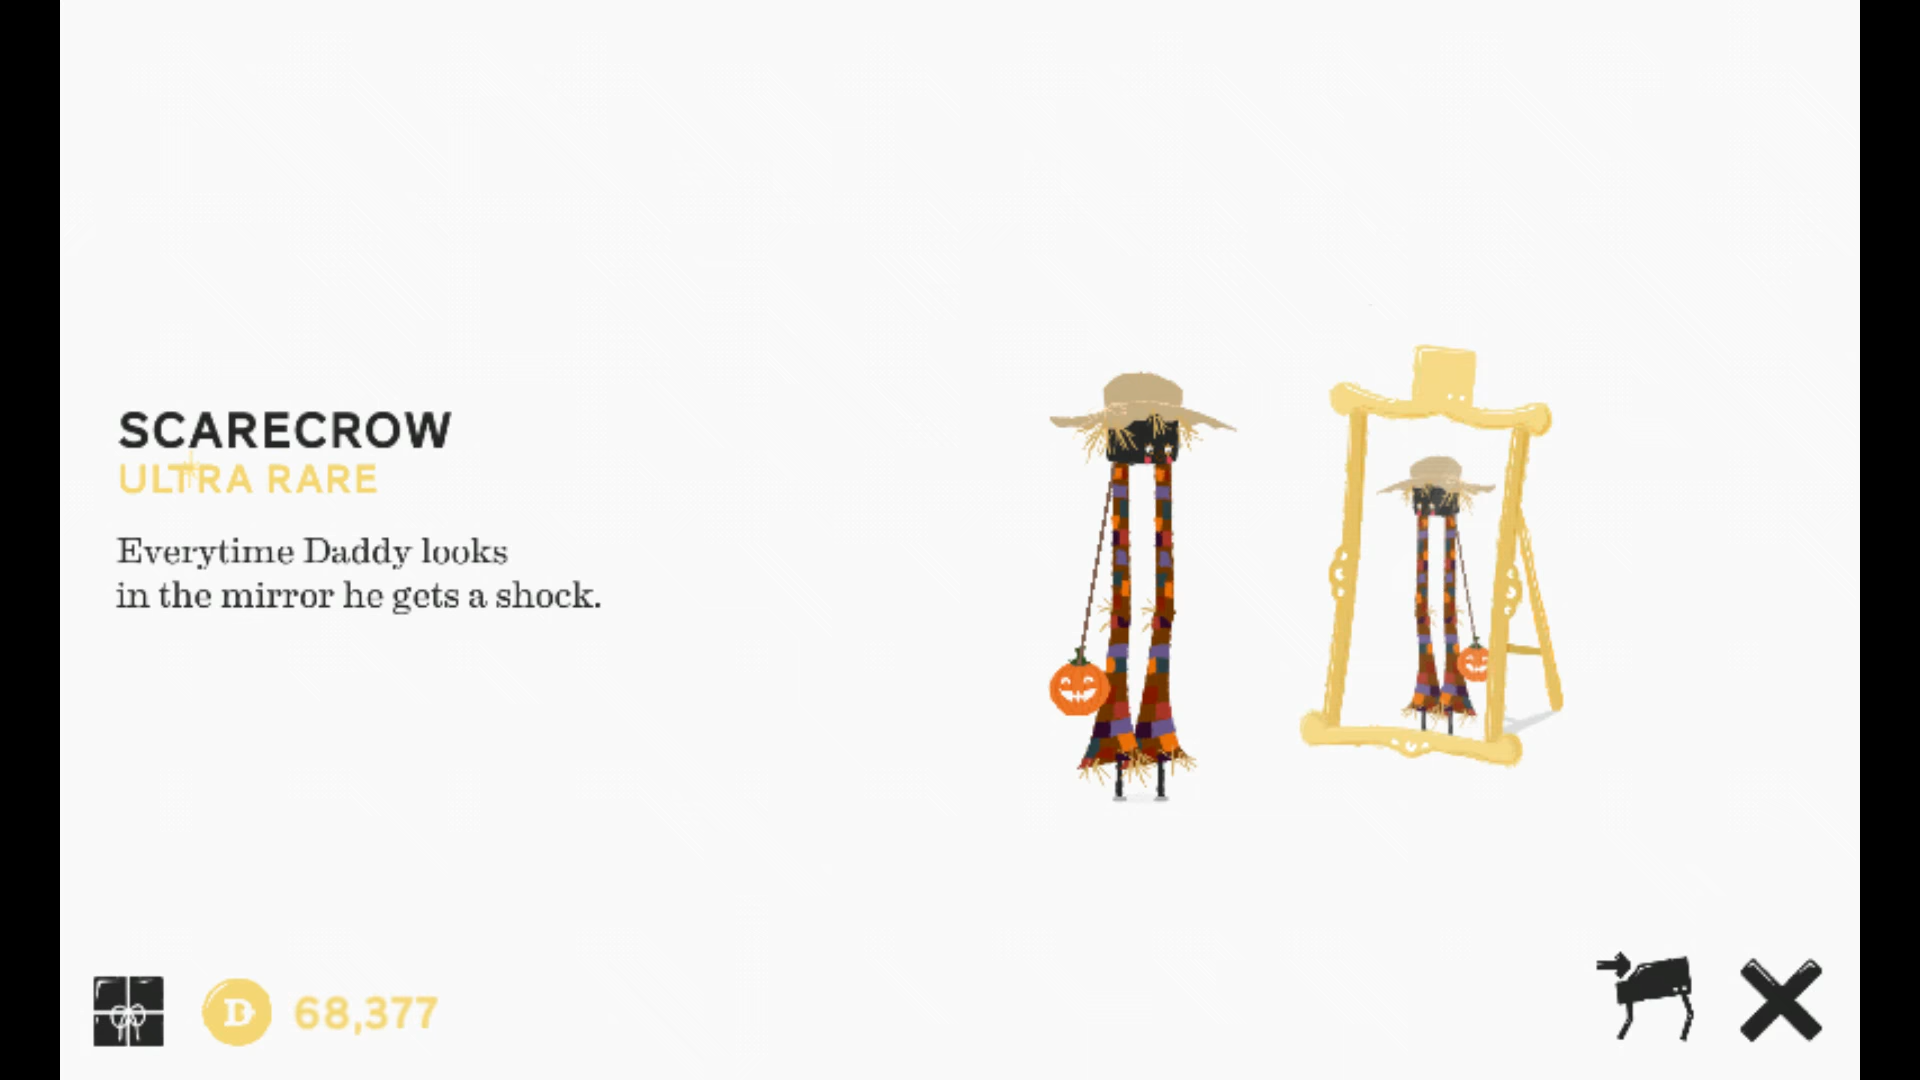 SCARECROW
ULTRA RARE
Everytime Daddy looks
in the mirror he gets a shock.
D 68,377